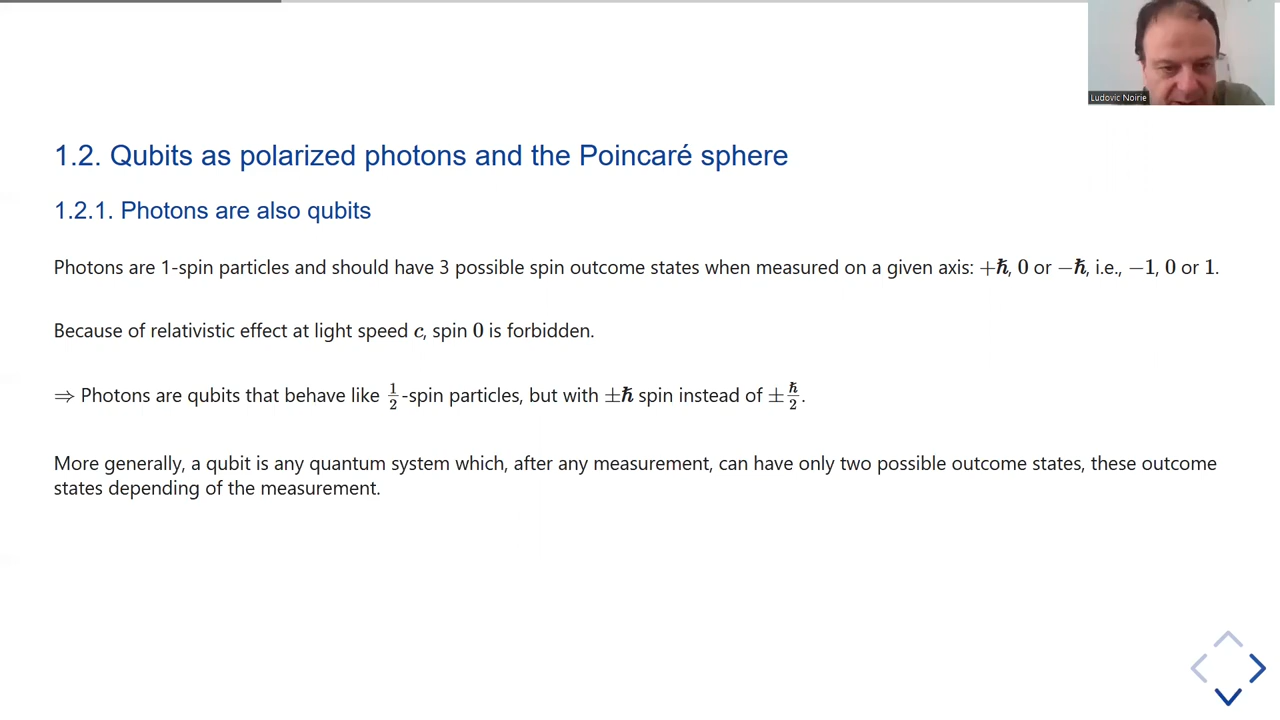 Ludovic Noirie
1.2. Qubits as polarized photons and the Poincaré sphere
1.2.1. Photons are also qubits
Photons are 1-spin particles and should have 3 possible spin outcome states when measured on a given axis: +ℏ, 0 or −ℏ, i.e., −1, 0 or 1.
Because of relativistic effect at light speed c, spin 0 is forbidden.
⇒ Photons are qubits that behave like 1/2-spin particles, but with ±ℏ spin instead of ±ℏ/2.
More generally, a qubit is any quantum system which, after any measurement, can have only two possible outcome states, these outcome
states depending of the measurement.